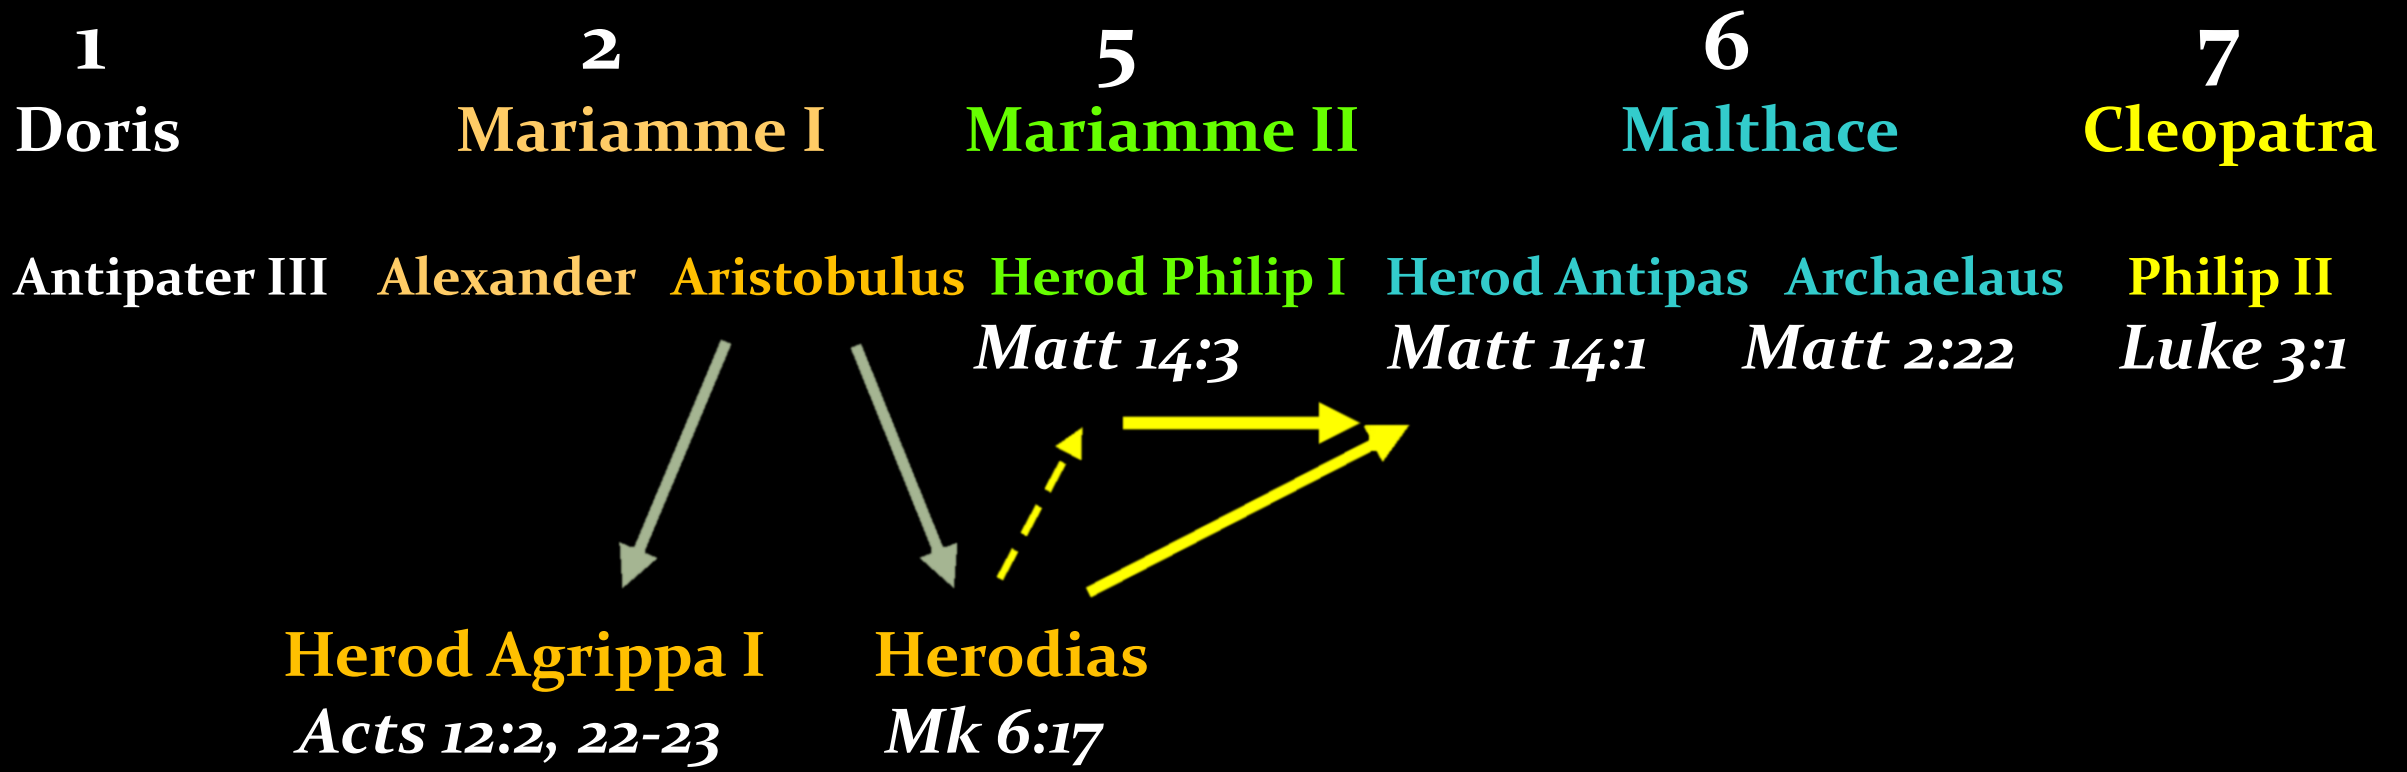 1 2 5 6 7
Doris Mariamme I Mariamme II Malthace Cleopatra
Antipater III Alexander Aristobulus Herod Philip I Herod Antipas Archaelaus Philip II
Matt 14:3 Matt 14:1 Matt 2:22 Luke 3:1
Herod Agrippa I Herodias
Acts 12:2, 22-23 Mk 6:17